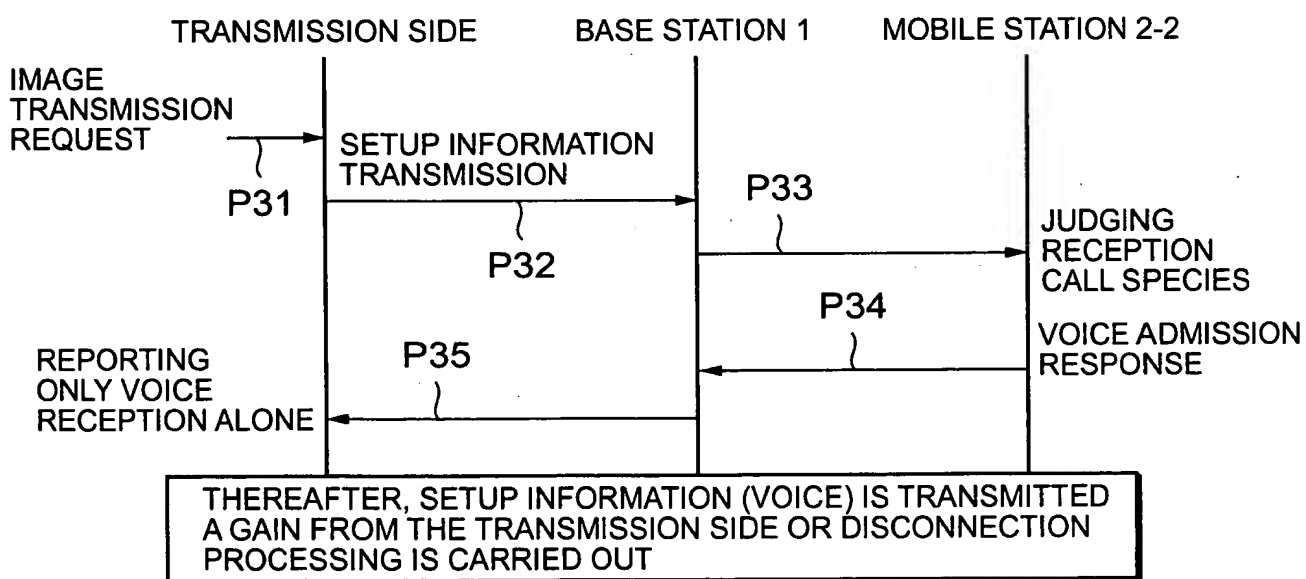 TRANSMISSION SIDE
BASE STATION 1
MOBILE STATION 2-2
IMAGE
TRANSMISSION
REQUEST
P31
SETUP INFORMATION
TRANSMISSION
P32
P33
JUDGING
RECEPTION
CALL SPECIES
P34
VOICE ADMISSION
RESPONSE
P35
REPORTING
ONLY VOICE
RECEPTION ALONE
THEREAFTER, SETUP INFORMATION (VOICE) IS TRANSMITTED
A GAIN FROM THE TRANSMISSION SIDE OR DISCONNECTION
PROCESSING IS CARRIED OUT